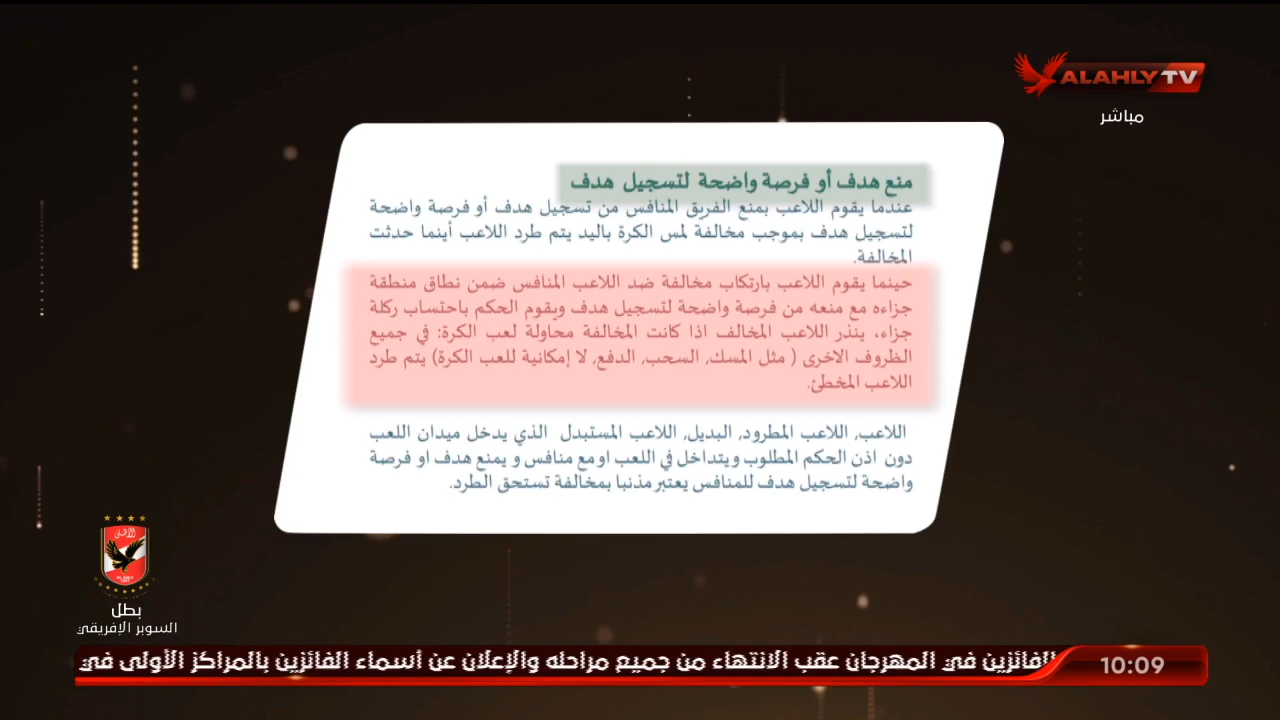 ALAHLY TV
مباشر
منع هدف أو فرصة واضحة لتسجيل هدف
عندما يقوم اللاعب بمنع الفريق المنافس من تسجيل هدف أو فرصة واضحة
لتسجيل هدف بموجب مخالفة لمس الكرة باليد يتم طرد اللاعب أينما حدثت
المخالفة.
حينما يقوم اللاعب بارتكاب مخالفة ضد اللاعب المنافس ضمن نطاق منطقة
جزاءه مع منعه من فرصة واضحة لتسجيل هدف ويقوم الحكم باحتساب ركلة
جزاء، ينذر اللاعب المخالف اذا كانت المخالفة محاولة لعب الكرة: في جميع
الظروف الاخرى ( مثل المسك, السحب, الدفع, لا إمكانية للعب الكرة) يتم طرد
اللاعب المخطئ.
اللاعب, اللاعب المطرود, البديل, اللاعب المستبدل الذي يدخل ميدان اللعب
دون اذن الحكم المطلوب ويتداخل في اللعب او مع منافس و يمنع هدف او فرصة
واضحة لتسجيل هدف للمنافس يعتبر مذنبا بمخالفة تستحق الطرد.
بطل
السوبر الإفريقي
الفائزين في المهرجان عقب الانتهاء من جميع مراحله والإعلان عن أسماء الفائزين بالمراكز الأولى في
10:09